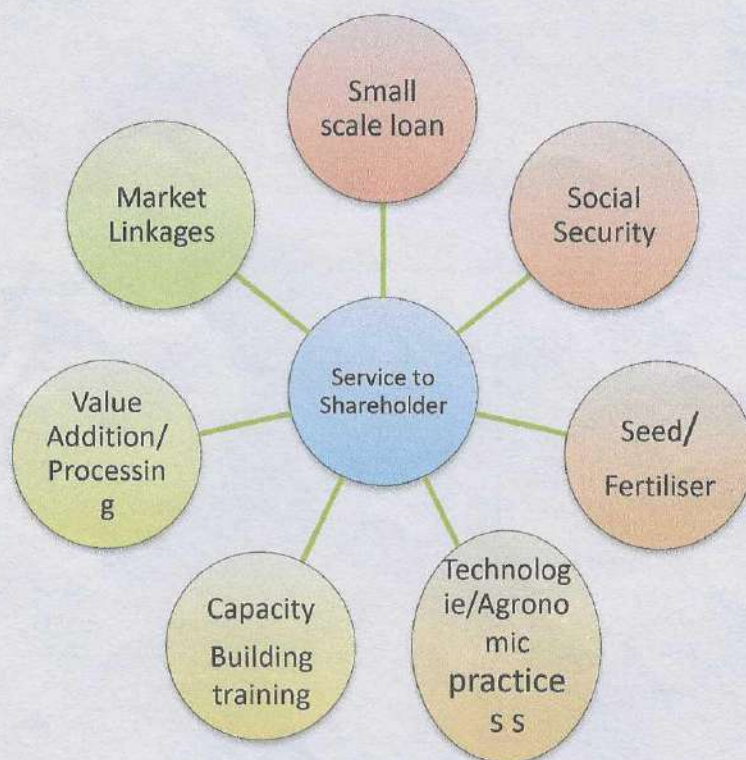 Small
scale loan
Social
Security
Seed/
Fertiliser
Technolog
ie/Agrono
mic
practice
s s
Capacity
Building
training
Value
Addition/
Processin
g
Market
Linkages
Service to
Shareholder